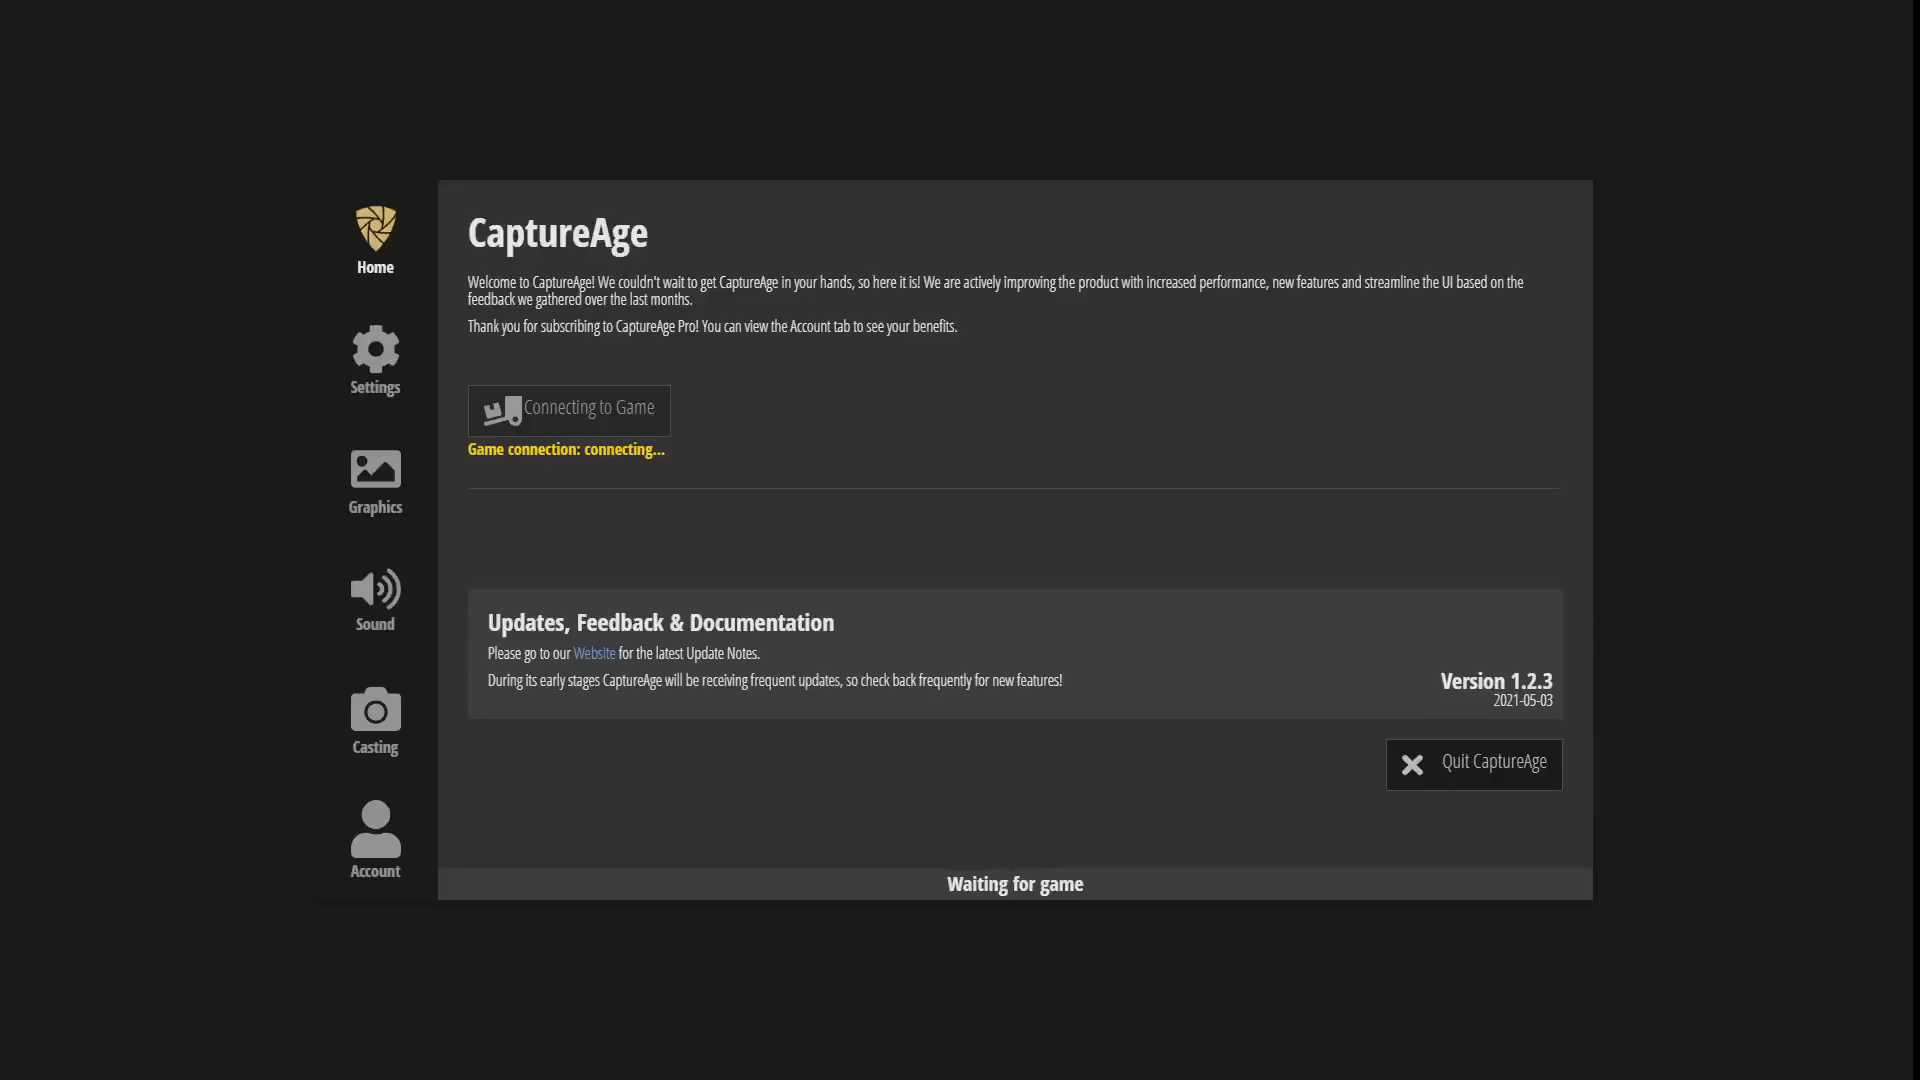 Home
Settings
Graphics
Sound
Casting
Account
CaptureAge
Welcome to CaptureAge! We couldn't wait to get CaptureAge in your hands, so here it is! We are actively improving the product with increased performance, new features and streamline the UI based on the
feedback we gathered over the last months.
Thank you for subscribing to CaptureAge Pro! You can view the Account tab to see your benefits.
Connecting to Game
Game connection: connecting...
Updates, Feedback & Documentation
Please go to our Website for the latest Update Notes.
During its early stages CaptureAge will be receiving frequent updates, so check back frequently for new features!
Version 1.2.3
2021-05-03
Quit CaptureAge
Waiting for game